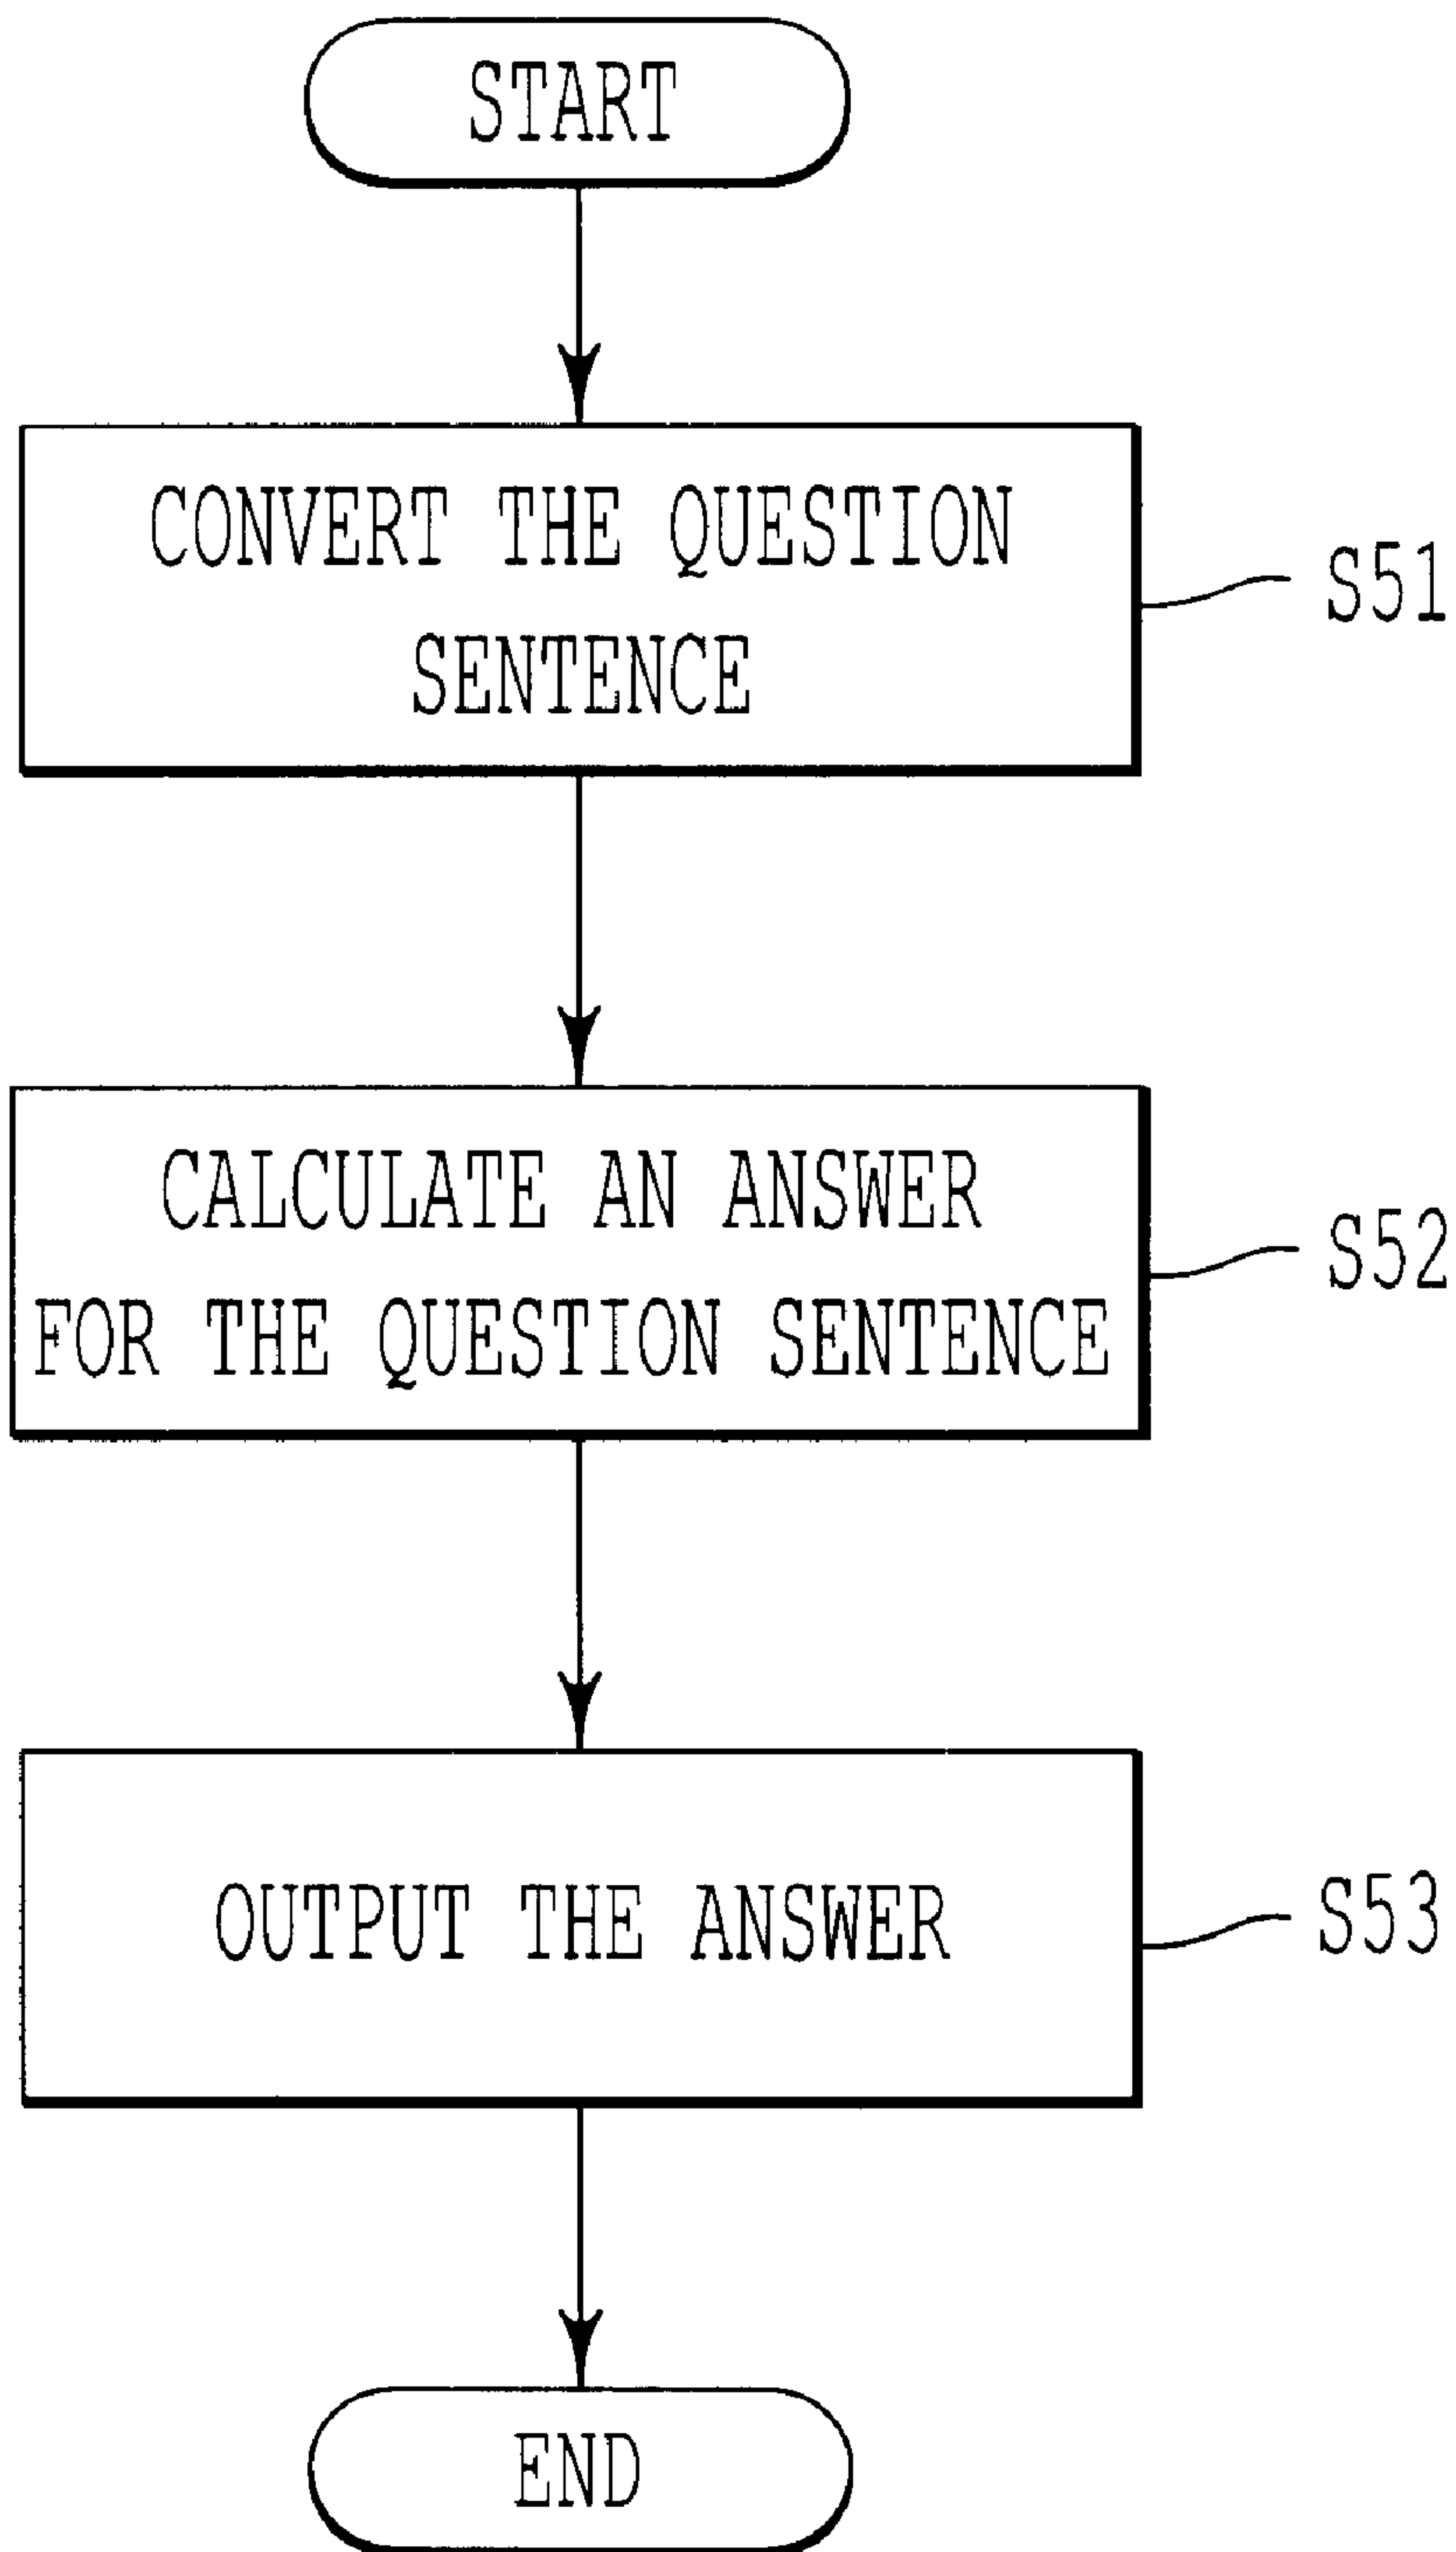 START
CONVERT THE QUESTION
SENTENCE
S51
CALCULATE AN ANSWER
FOR THE QUESTION SENTENCE
S52
OUTPUT THE ANSWER
S53
END